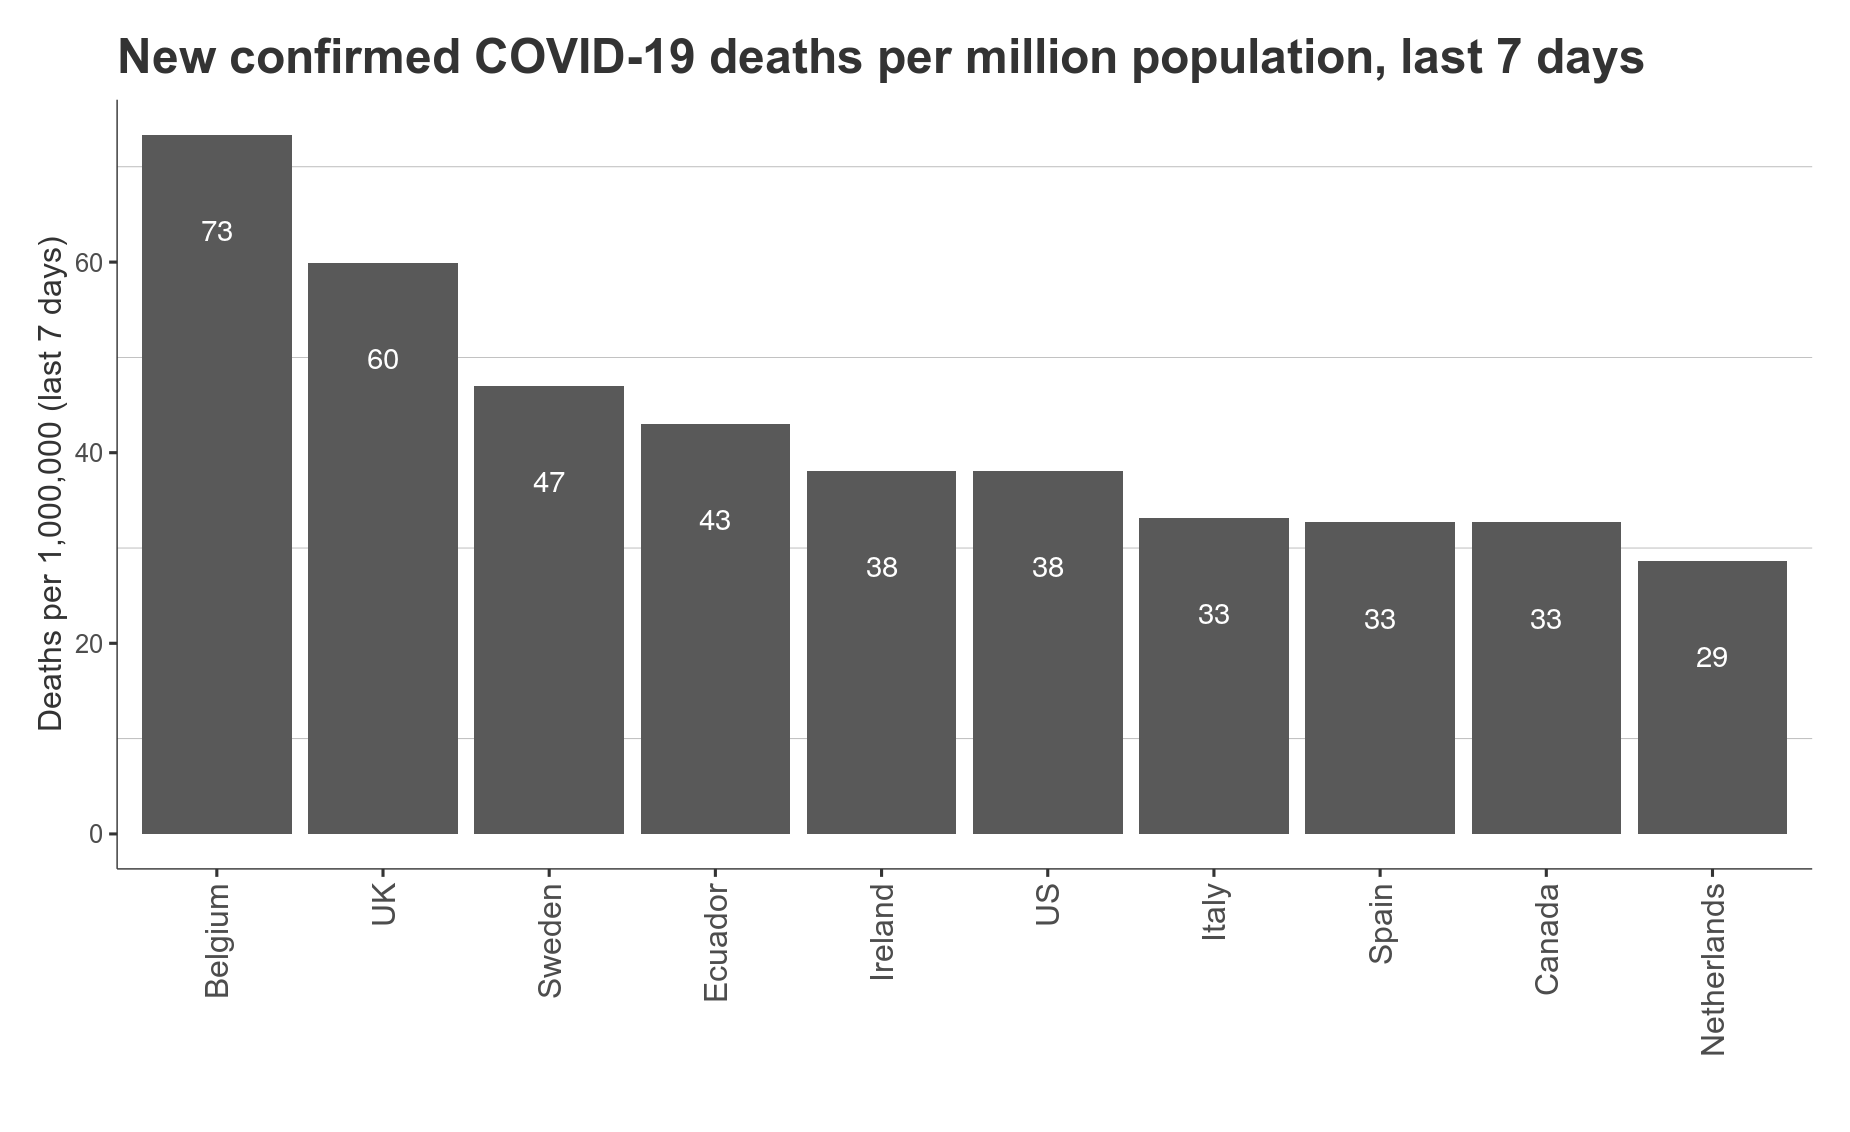 New confirmed COVID-19 deaths per million population, last 7 days
Deaths per 1,000,000 (last 7 days)
60
40
20
0
73
60
47
43
38
38
33
33
33
29
Belgium
UK
Sweden
Ecuador
Ireland
US
Italy
Spain
Canada
Netherlands